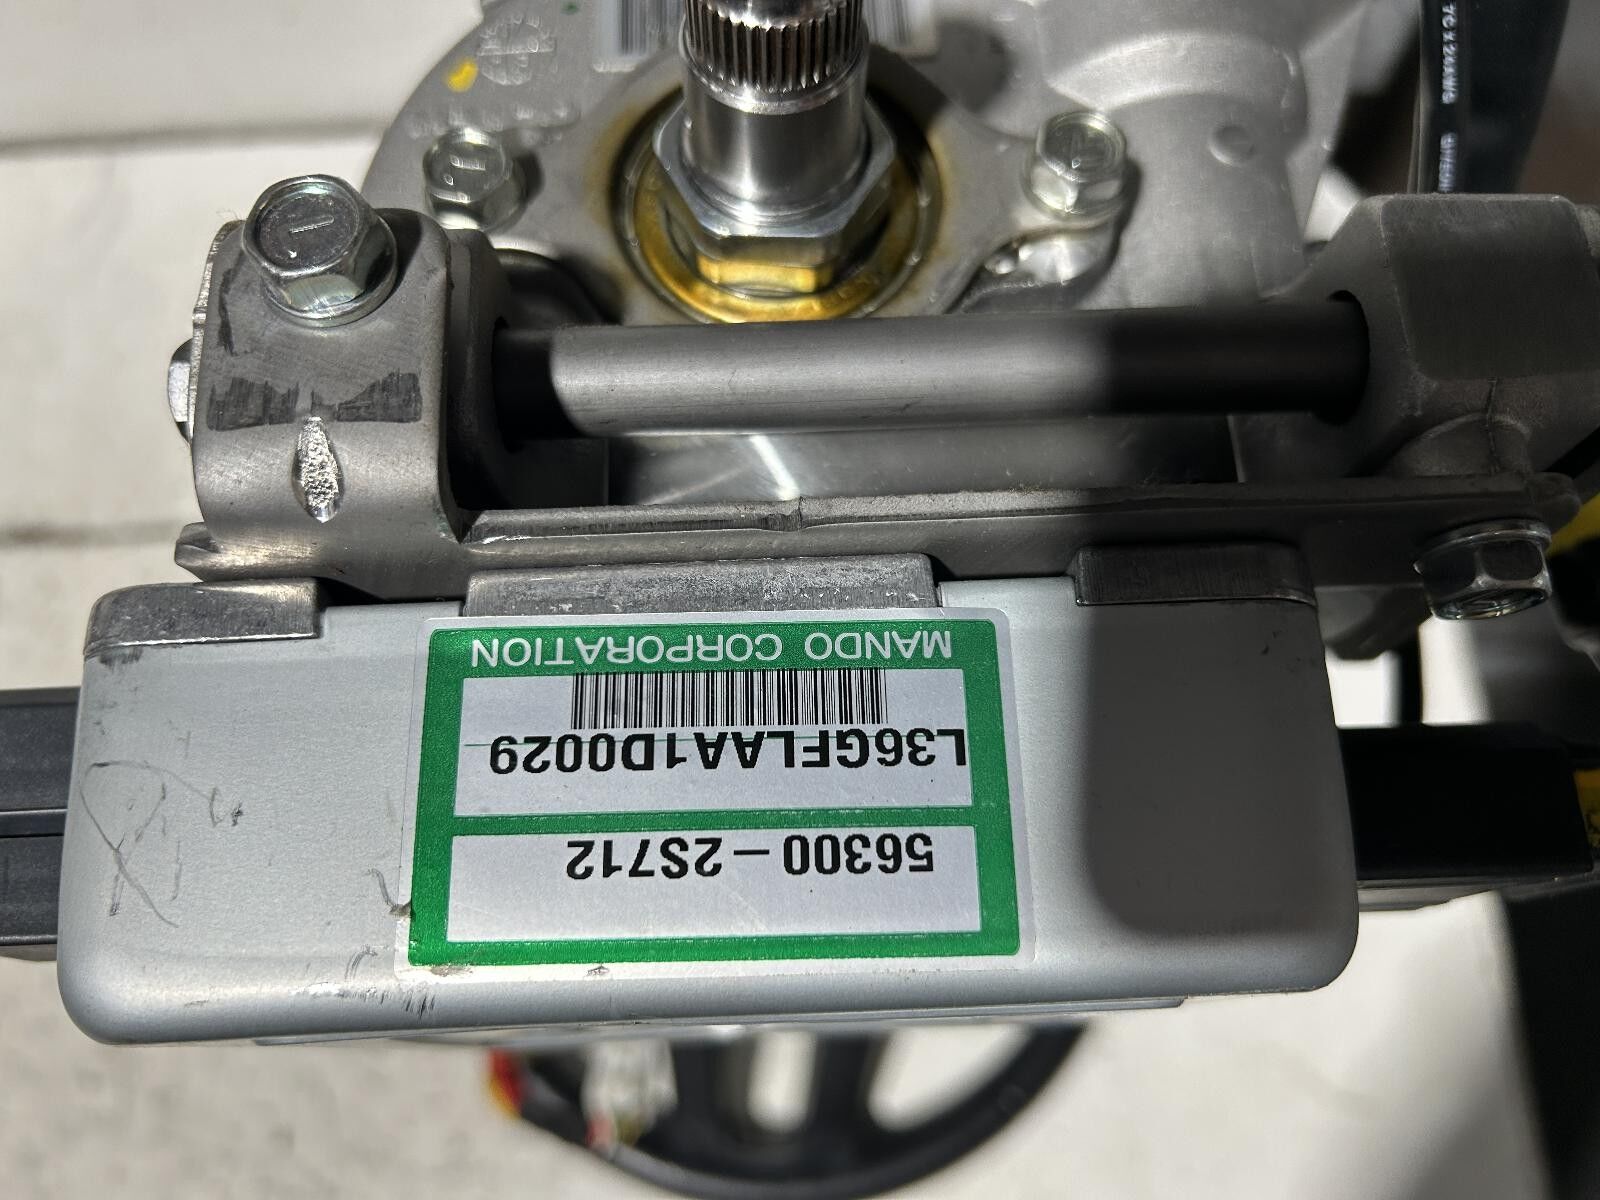 MANDO CORPORATION
L36GFLAA1D0029
56300-2S712